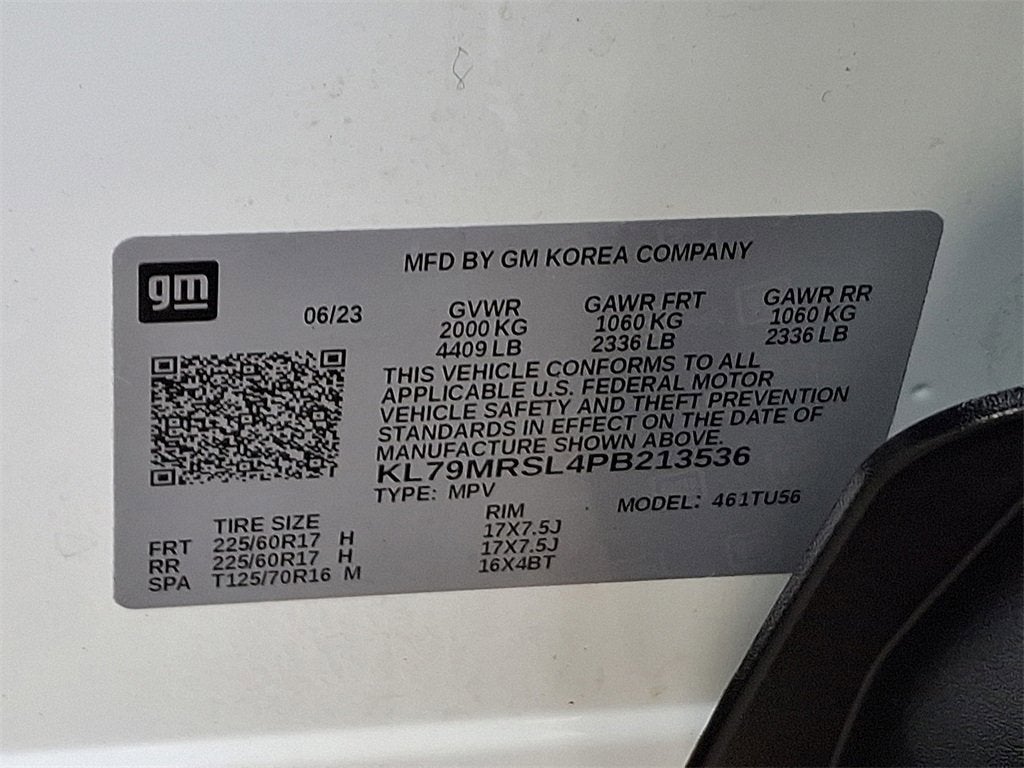 MFD BY GM KOREA COMPANY
gm
06/23
GVWR GAWR FRT GAWR RR
2000 KG 1060 KG 1060 KG
4409 LB 2336 LB 2336 LB
THIS VEHICLE CONFORMS TO ALL
APPLICABLE U.S. FEDERAL MOTOR
VEHICLE SAFETY AND THEFT PREVENTION
STANDARDS IN EFFECT ON THE DATE OF
MANUFACTURE SHOWN ABOVE.
KL79MRSL4PB213536
TYPE: MPV MODEL: 461TU56
TIRE SIZE RIM
FRT 225/60R17 H 17X7.5J
RR 225/60R17 H 17X7.5J
SPA T125/70R16 M 16X4BT